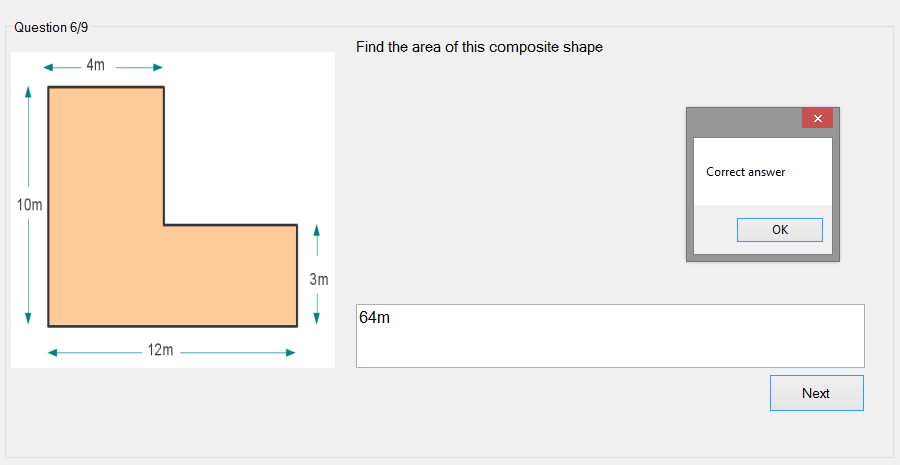 Question 6/9
Find the area of this composite shape
4m
10m
3m
12m
Correct answer
OK
64m
Next